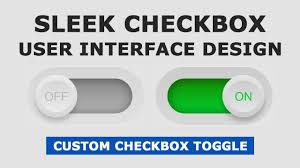 SLEEK CHECKBOX
USER INTERFACE DESIGN
OFF
ON
CUSTOM CHECKBOX TOGGLE